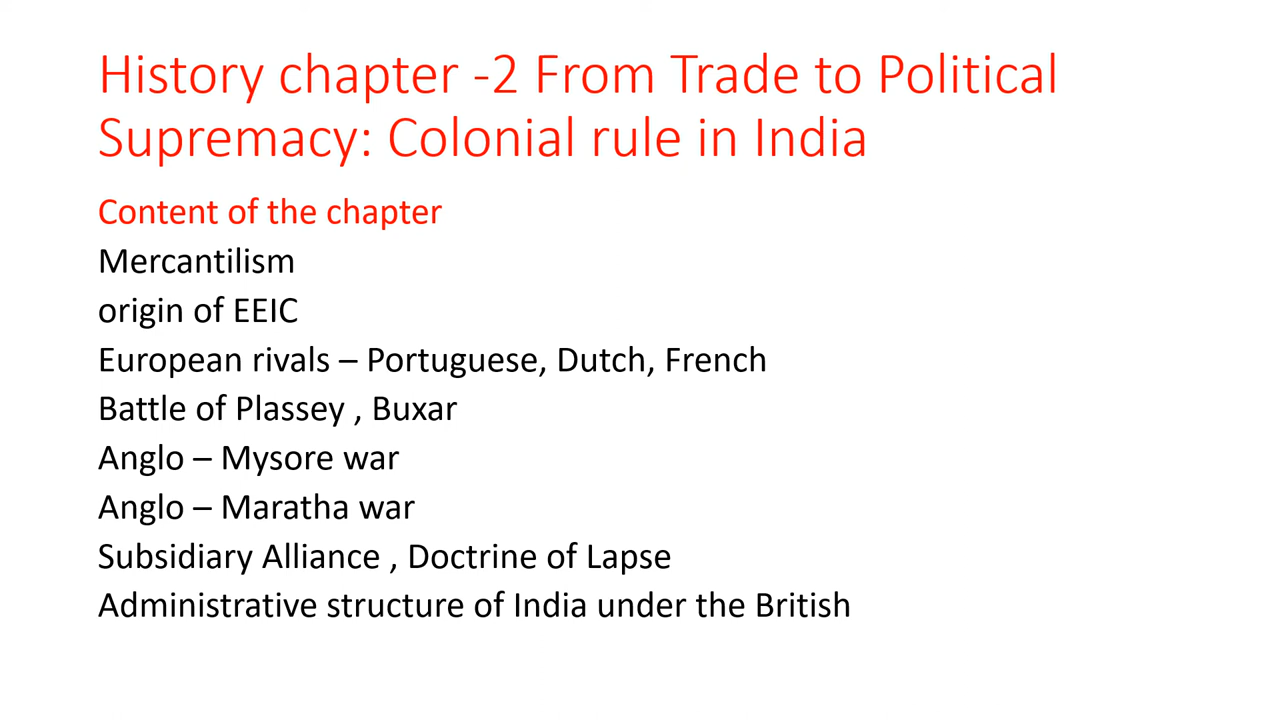 History chapter -2 From Trade to Political
Supremacy: Colonial rule in India
Content of the chapter
Mercantilism
origin of EEIC
European rivals – Portuguese, Dutch, French
Battle of Plassey , Buxar
Anglo – Mysore war
Anglo – Maratha war
Subsidiary Alliance , Doctrine of Lapse
Administrative structure of India under the British